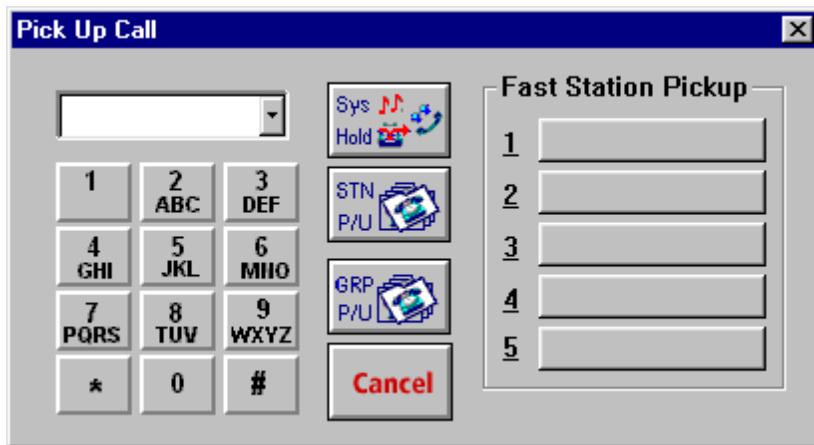 Pick Up Call
Sys
Hold
STN
P/U
GRP
P/U
Cancel
1
2
ABC
3
DEF
4
GHI
5
JKL
6
MNO
7
PQRS
8
TUV
9
WXYZ
*
0
#
Fast Station Pickup
1
2
3
4
5